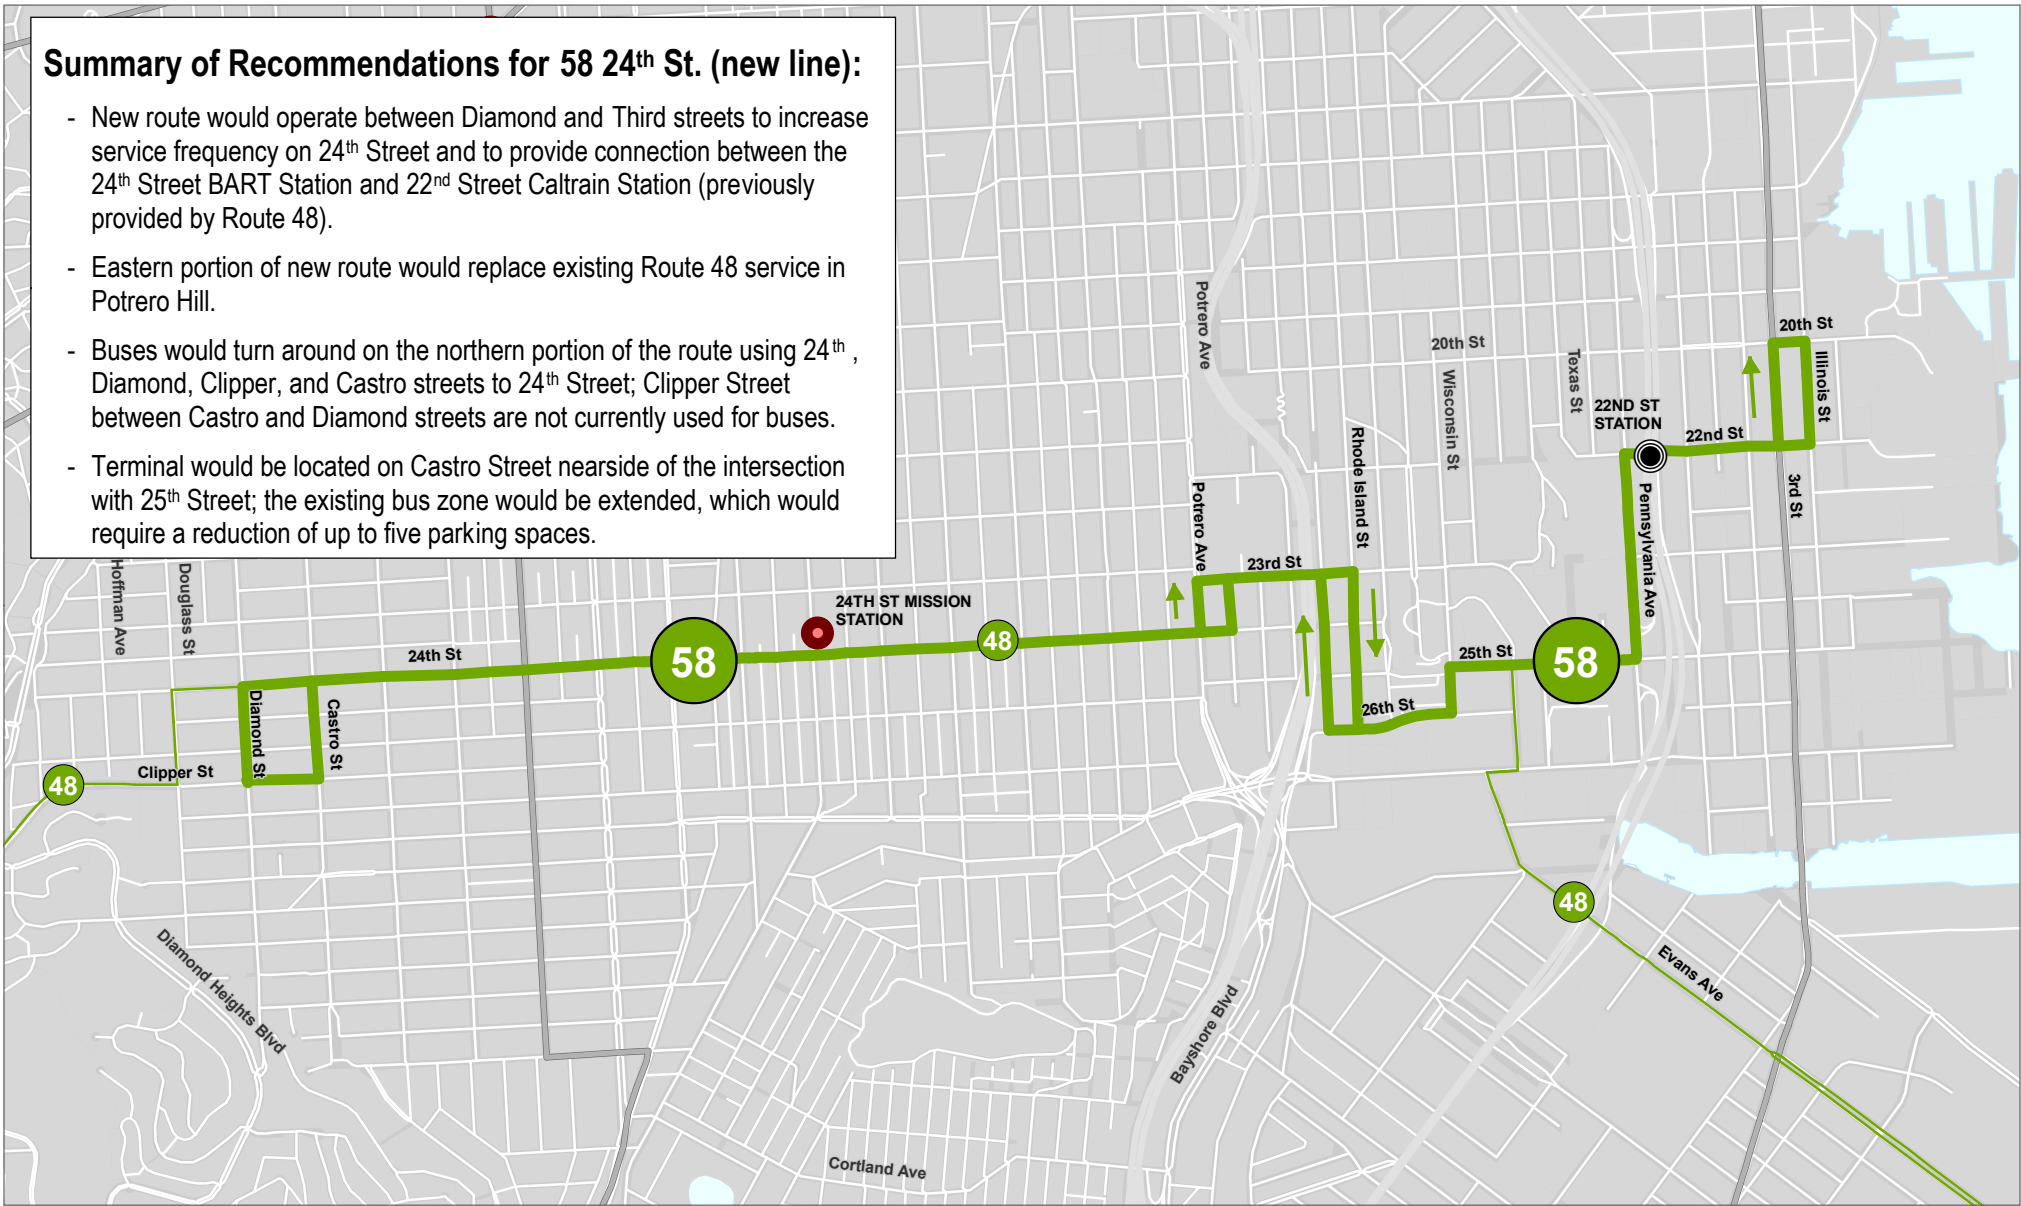 Summary of Recommendations for 58 24th St. (new line):
- New route would operate between Diamond and Third streets to increase
service frequency on 24th Street and to provide connection between the
24th Street BART Station and 22nd Street Caltrain Station (previously
provided by Route 48).
- Eastern portion of new route would replace existing Route 48 service in
Potrero Hill.
- Buses would turn around on the northern portion of the route using 24th ,
Diamond, Clipper, and Castro streets to 24th Street; Clipper Street
between Castro and Diamond streets are not currently used for buses.
- Terminal would be located on Castro Street nearside of the intersection
with 25th Street; the existing bus zone would be extended, which would
require a reduction of up to five parking spaces.
Potrero Ave
20th St
20th St
Texas St
Illinois St
Wisconsin St
22ND ST
STATION
22nd St
Rhode Island St
3rd St
Pennsylvania Ave
Potrero Ave
23rd St
Hoffman Ave
Douglass St
24TH ST MISSION
STATION
48
58
24th St
25th St
58
26th St
Diamond St
Castro St
Clipper St
48
48
Evans Ave
Diamond Heights Blvd
Bayshore Blvd
Cortland Ave